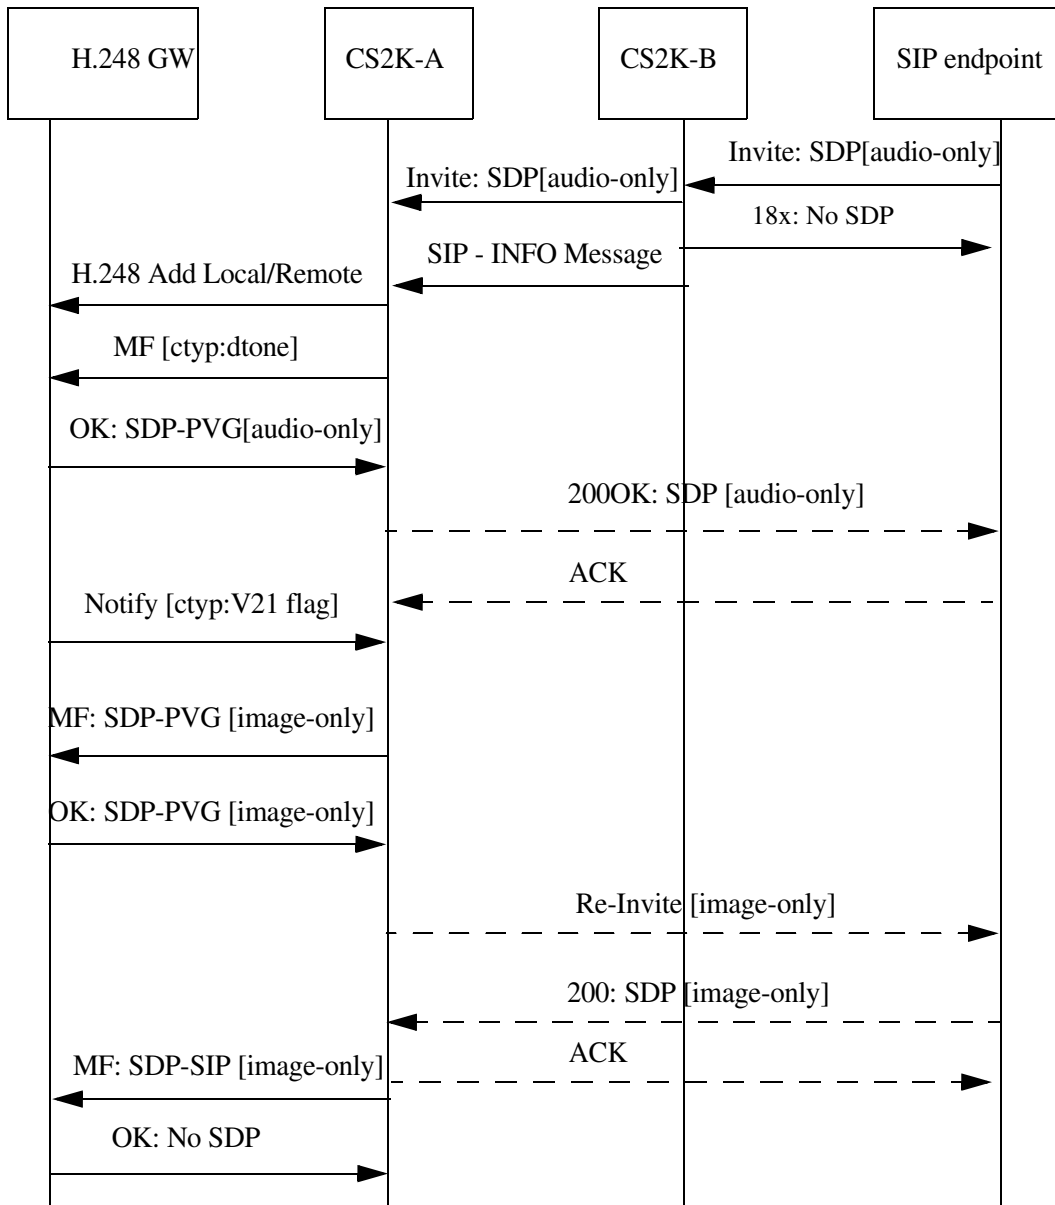 H.248 GW
CS2K-A
CS2K-B
SIP endpoint
Invite: SDP[audio-only]
Invite: SDP[audio-only]
18x: No SDP
SIP - INFO Message
H.248 Add Local/Remote
MF [ctyp:dtone]
OK: SDP-PVG[audio-only]
200OK: SDP [audio-only]
ACK
Notify [ctyp:V21 flag]
MF: SDP-PVG [image-only]
OK: SDP-PVG [image-only]
Re-Invite [image-only]
200: SDP [image-only]
ACK
MF: SDP-SIP [image-only]
OK: No SDP